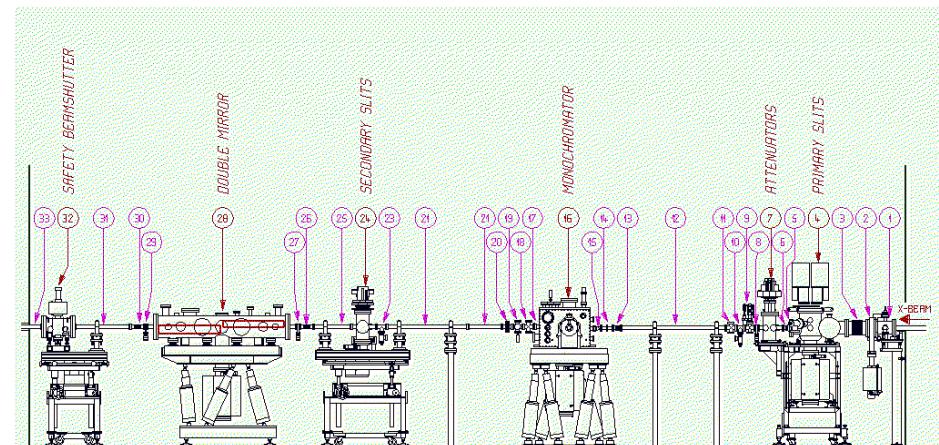 SAFETY BEAMSHUTTER
DOUBLE MIRROR
SECONDARY SLITS
MONOCHROMATOR
ATTENUATORS
PRIMARY SLITS
33 32 31 30 28 26 25 24 23 21 21 19 17 16 14 13 12 11 9 7 5 4 3 2 1
29 27 20 18 15 10 8 6
X-BEAM